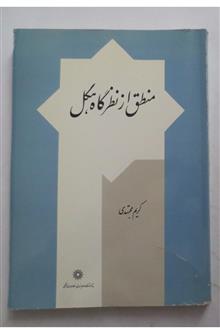 منطق از نظرگاه هگل
کریم مجتهدی